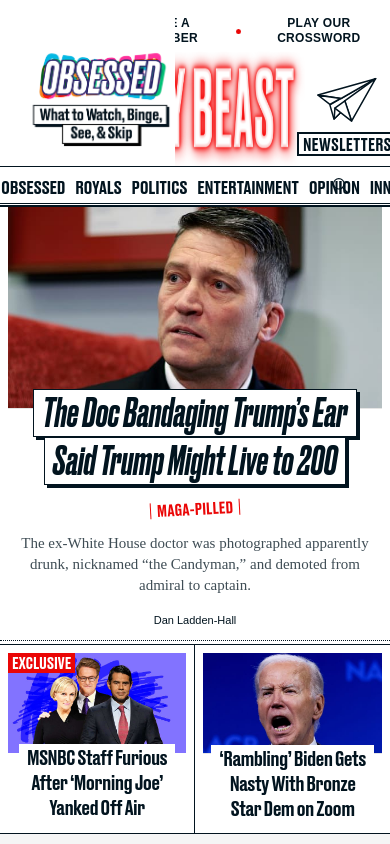 E A
BER
PLAY OUR
CROSSWORD
OBSESSED
What to Watch, Binge,
See, & Skip
Y BEAST
NEWSLETTERS
OBSESSED ROYALS POLITICS ENTERTAINMENT OPINION INN
The Doc Bandaging Trump’s Ear
Said Trump Might Live to 200
MAGA-PILLED
The ex-White House doctor was photographed apparently
drunk, nicknamed “the Candyman,” and demoted from
admiral to captain.
Dan Ladden-Hall
EXCLUSIVE
MSNBC Staff Furious
After ‘Morning Joe’
Yanked Off Air
NA
‘Rambling’ Biden Gets
Nasty With Bronze
Star Dem on Zoom